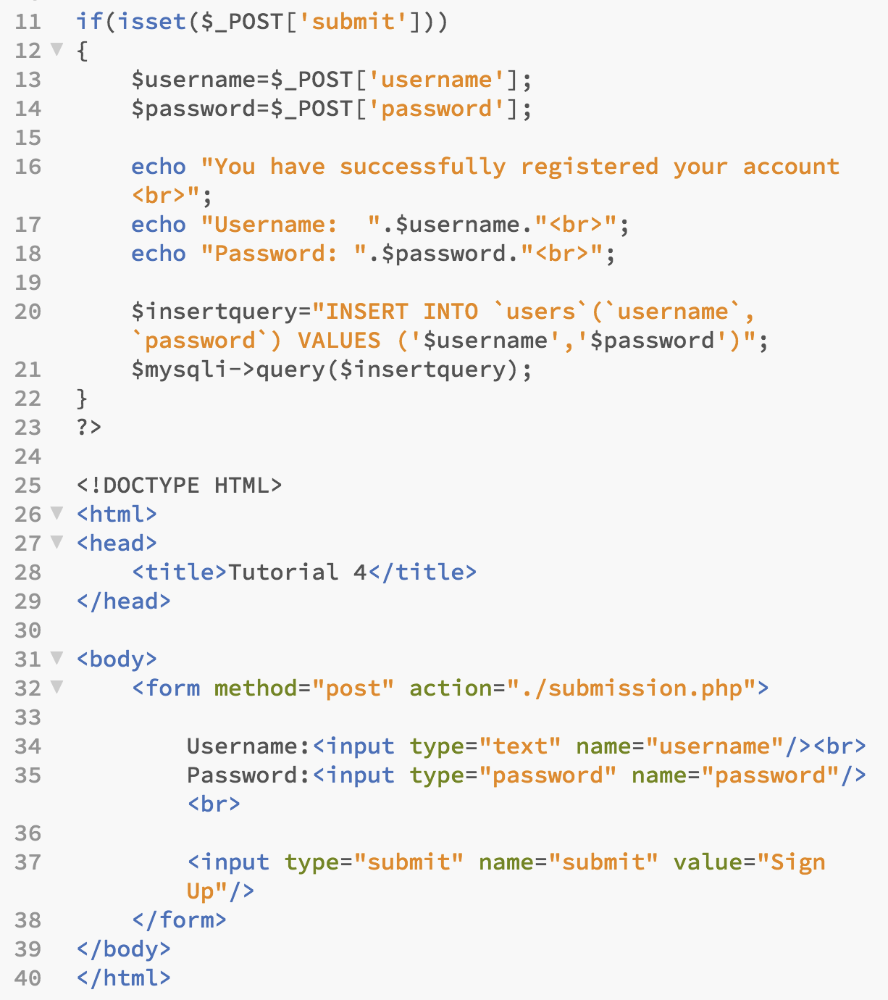 11 if(isset($_POST['submit']))
12 {
13 $username=$_POST['username'];
14 $password=$_POST['password'];
15
16 echo "You have successfully registered your account
<br>";
17 echo "Username:  ".$username."<br>";
18 echo "Password: ".$password."<br>";
19
20 $insertquery="INSERT INTO `users`(`username`,
`password`) VALUES ('$username','$password')";
21 $mysqli->query($insertquery);
22 }
23 ?>
24
25 <!DOCTYPE HTML>
26 <html>
27 <head>
28 <title>Tutorial 4</title>
29 </head>
30
31 <body>
32 <form method="post" action="./submission.php">
33
34 Username:<input type="text" name="username"/><br>
35 Password:<input type="password" name="password"/>
<br>
36
37 <input type="submit" name="submit" value="Sign
Up"/>
38 </form>
39 </body>
40 </html>